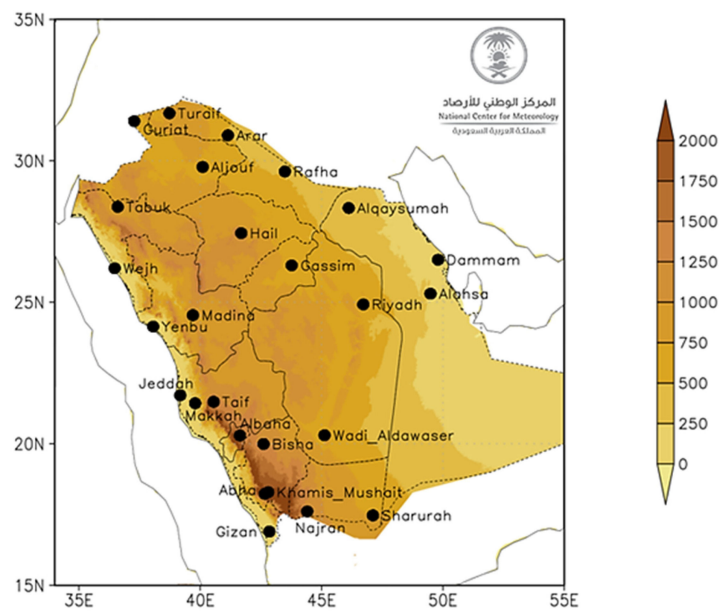 35N
المركز الوطني للأرصاد
National Center for Meteorology
المملكة العربية السعودية
2000
Turaif
Guriat
Arar
1750
30N
Aljouf
Rafha
1500
Tabuk
Alqaysumah
Hail
1250
Wejh
Gassim
Dammam
1000
25N
Alahsa
Madina
Riyadh
750
Yenbu
500
Jeddah
Taif
Makkah
250
Albaha
20N
Bisha
Wadi_Aldawaser
0
Abha
Khamis_Mushait
Gizan
Najran
Sharurah
15N
35E
40E
45E
50E
55E